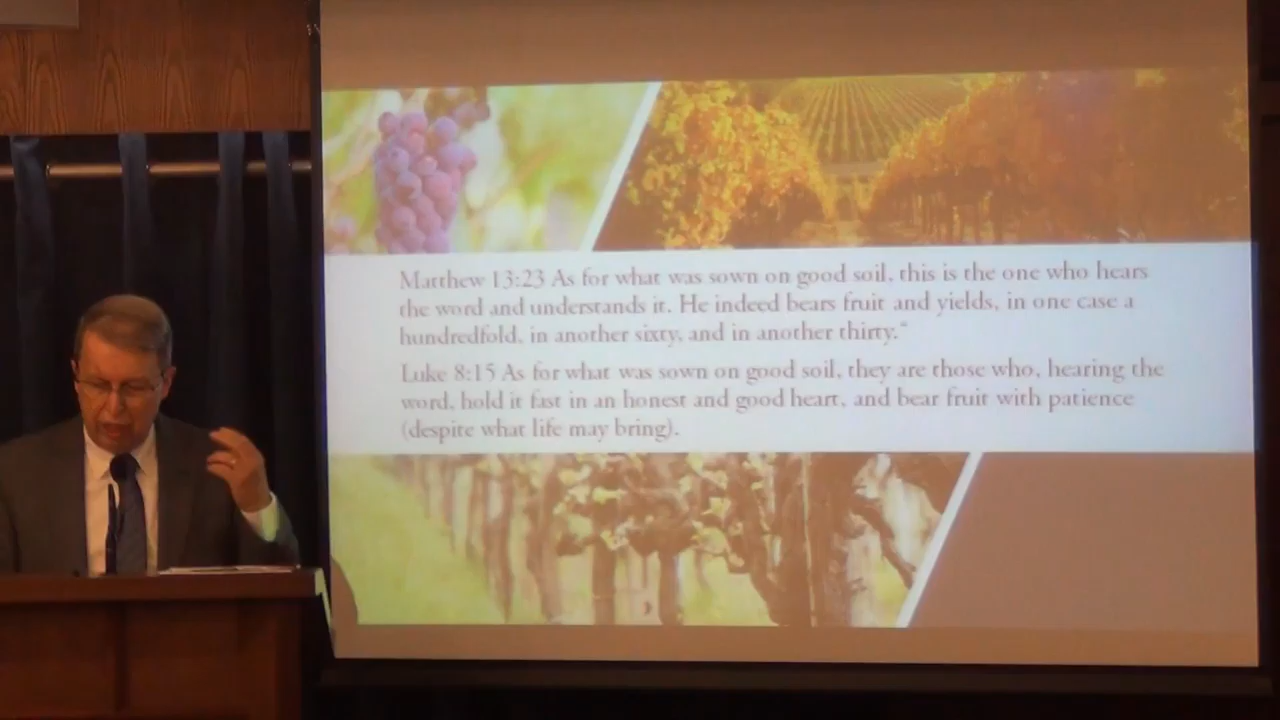 Matthew 13:23 As for what was sown on good soil, this is the one who hears
the word and understands it. He indeed bears fruit and yields, in one case a
hundredfold, in another sixty, and in another thirty.”
Luke 8:15 As for what was sown on good soil, they are those who, hearing the
word, hold it fast in an honest and good heart, and bear fruit with patience
(despite what life may bring).